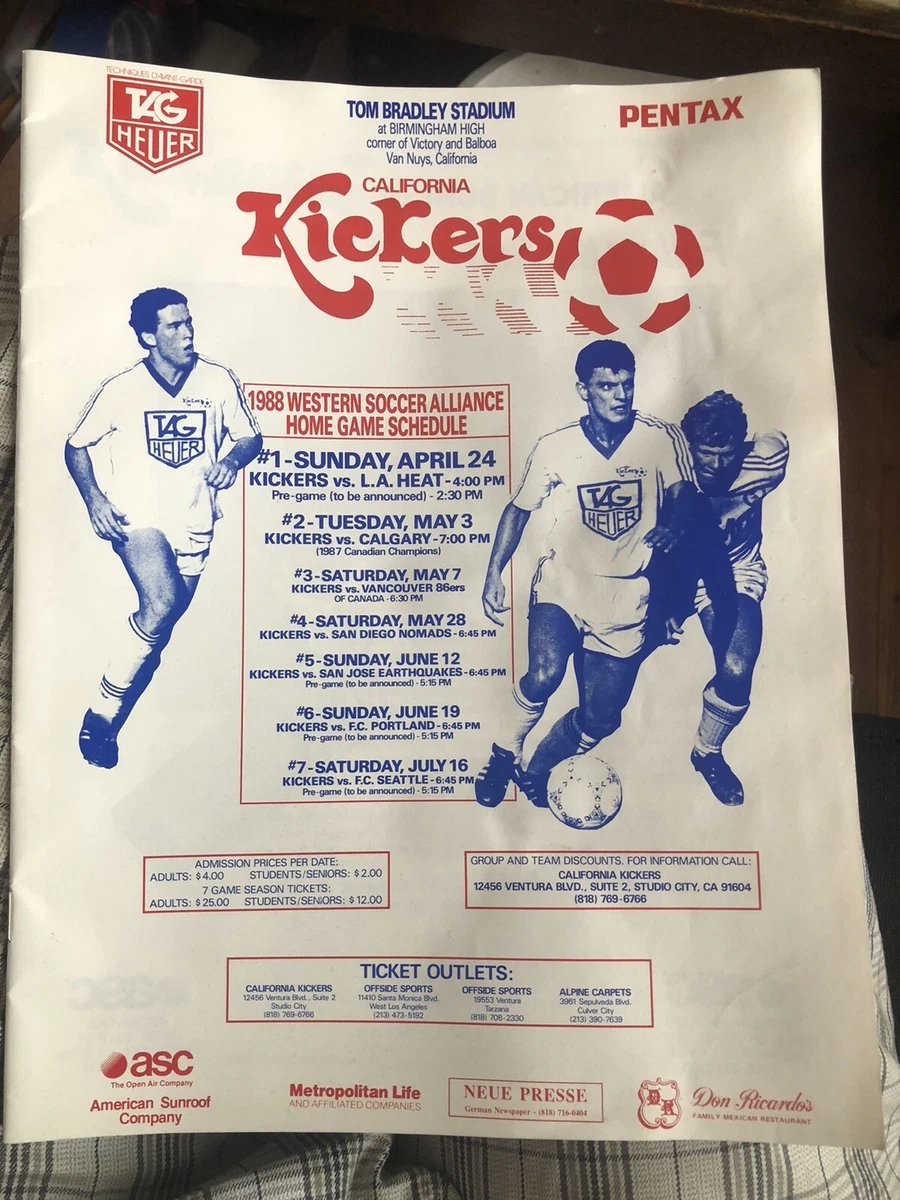 TECHNIQUES D'AVANT-GARDE
TAG
HEUER
TOM BRADLEY STADIUM
at BIRMINGHAM HIGH
corner of Victory and Balboa
Van Nuys, California
PENTAX
CALIFORNIA
Kickers
1988 WESTERN SOCCER ALLIANCE
HOME GAME SCHEDULE
#1-SUNDAY, APRIL 24
KICKERS vs. L.A. HEAT - 4:00 PM
Pre-game (to be announced) - 2:30 PM
#2-TUESDAY, MAY 3
KICKERS vs. CALGARY - 7:00 PM
(1987 Canadian Champions)
#3-SATURDAY, MAY 7
KICKERS vs. VANCOUVER 86ers
OF CANADA - 6:30 PM
#4-SATURDAY, MAY 28
KICKERS vs. SAN DIEGO NOMADS - 6:45 PM
#5-SUNDAY, JUNE 12
KICKERS vs. SAN JOSE EARTHQUAKES - 6:45 PM
Pre-game (to be announced) - 5:15 PM
#6-SUNDAY, JUNE 19
KICKERS vs. F.C. PORTLAND - 6:45 PM
Pre-game (to be announced) - 5:15 PM
#7-SATURDAY, JULY 16
KICKERS vs. F.C. SEATTLE - 6:45 PM
Pre-game (to be announced) - 5:15 PM
Kickers
TAG
HEUER
Kickers
TAG
HEUER
ADMISSION PRICES PER DATE:
ADULTS: $4.00 STUDENTS/SENIORS: $2.00
7 GAME SEASON TICKETS:
ADULTS: $25.00 STUDENTS/SENIORS: $12.00
GROUP AND TEAM DISCOUNTS. FOR INFORMATION CALL:
CALIFORNIA KICKERS
12456 VENTURA BLVD., SUITE 2, STUDIO CITY, CA 91604
(818) 769-6766
TICKET OUTLETS:
CALIFORNIA KICKERS
12456 Ventura Blvd., Suite 2
Studio City
(818) 769-6766
OFFSIDE SPORTS
11410 Santa Monica Blvd.
West Los Angeles
(213) 473-5192
OFFSIDE SPORTS
19553 Ventura
Tarzana
(818) 708-2330
ALPINE CARPETS
3961 Sepulveda Blvd.
Culver City
(213) 390-7639
asc
The Open Air Company
American Sunroof
Company
Metropolitan Life
AND AFFILIATED COMPANIES
NEUE PRESSE
German Newspaper - (818) 716-0404
DR
Don Ricardo's
FAMILY MEXICAN RESTAURANT